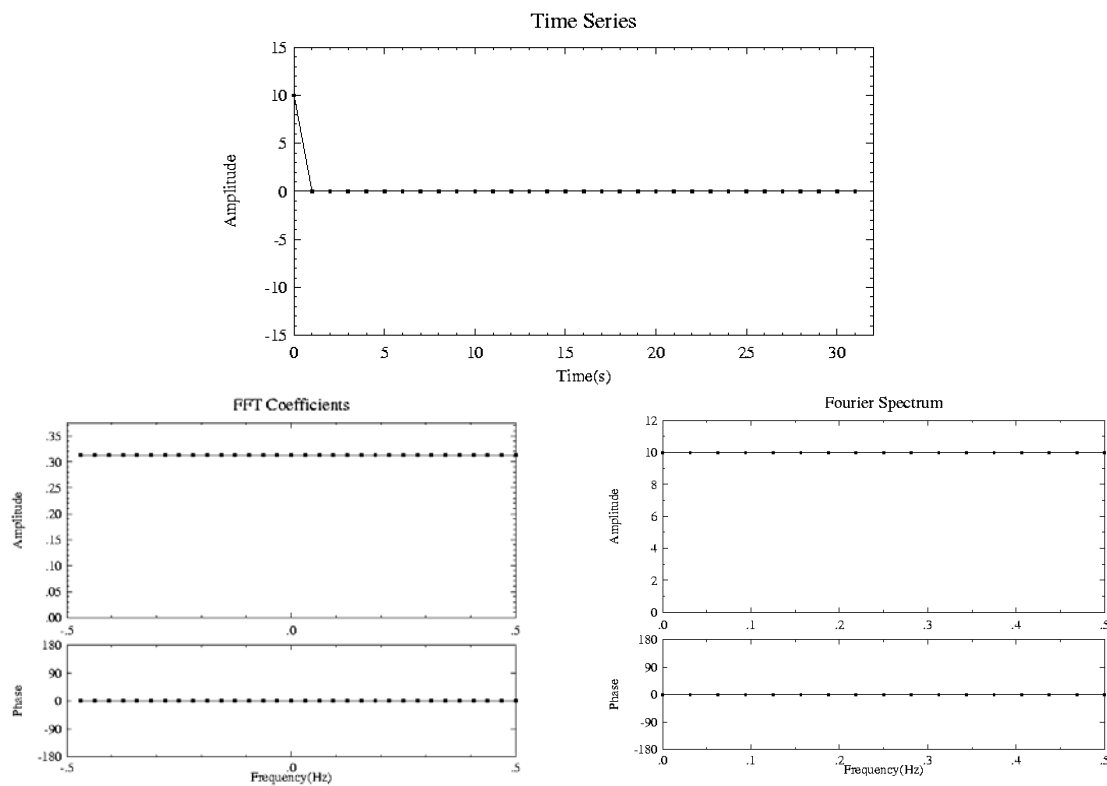 Time Series
15
10
5
0
-5
-10
-15
Amplitude
0 5 10 15 20 25 30
Time(s)
FFT Coefficients
.35
.30
.25
.20
.15
.10
.05
.00
Amplitude
-.5 .0 .5
180
90
0
-90
-180
Phase
-.5 .0 .5
Frequency(Hz)
Fourier Spectrum
12
10
8
6
4
2
0
Amplitude
.0 .1 .2 .3 .4 .5
180
90
0
-90
-180
Phase
.0 .1 .2 .3 .4 .5
Frequency(Hz)